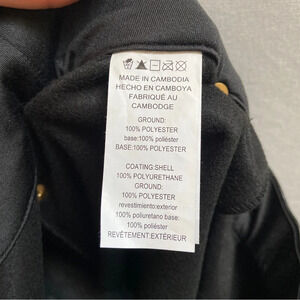 MADE IN CAMBODIA
HECHO EN CAMBOYA
FABRIQUÉ AU
CAMBODGE
GROUND:
100% POLYESTER
base:100% poliéster
BASE:100% POLYESTER
COATING:SHELL
100% POLYURETHANE
GROUND:
100% POLYESTER
revestimiento:exterior
100% poliuretano base:
100% poliéster
REVÊTEMENT:EXTÉRIEUR